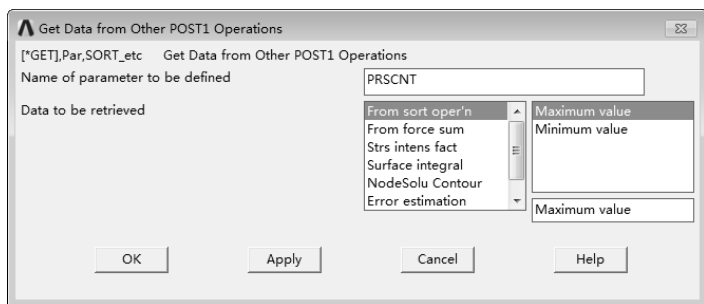 Get Data from Other POST1 Operations
[*GET],Par,SORT_etc Get Data from Other POST1 Operations
Name of parameter to be defined PRSCNT
Data to be retrieved
From sort oper'n Maximum value
From force sum Minimum value
Strs intens fact
Surface integral
NodeSolu Contour
Error estimation
Maximum value
OK Apply Cancel Help